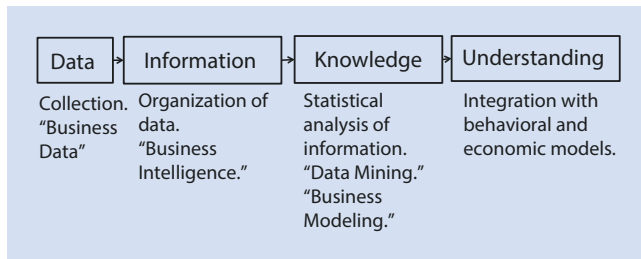 Data
Information
Knowledge
Understanding
Collection.
“Business
Data”
Organization of
data.
“Business
Intelligence.”
Statistical
analysis of
information.
“Data Mining.”
“Business
Modeling.”
Integration with
behavioral and
economic models.